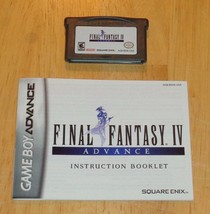 FINAL FANTASY IV
GAME BOY ADVANCE
FINAL FANTASY IV
ADVANCE
INSTRUCTION BOOKLET
SQUARE ENIX